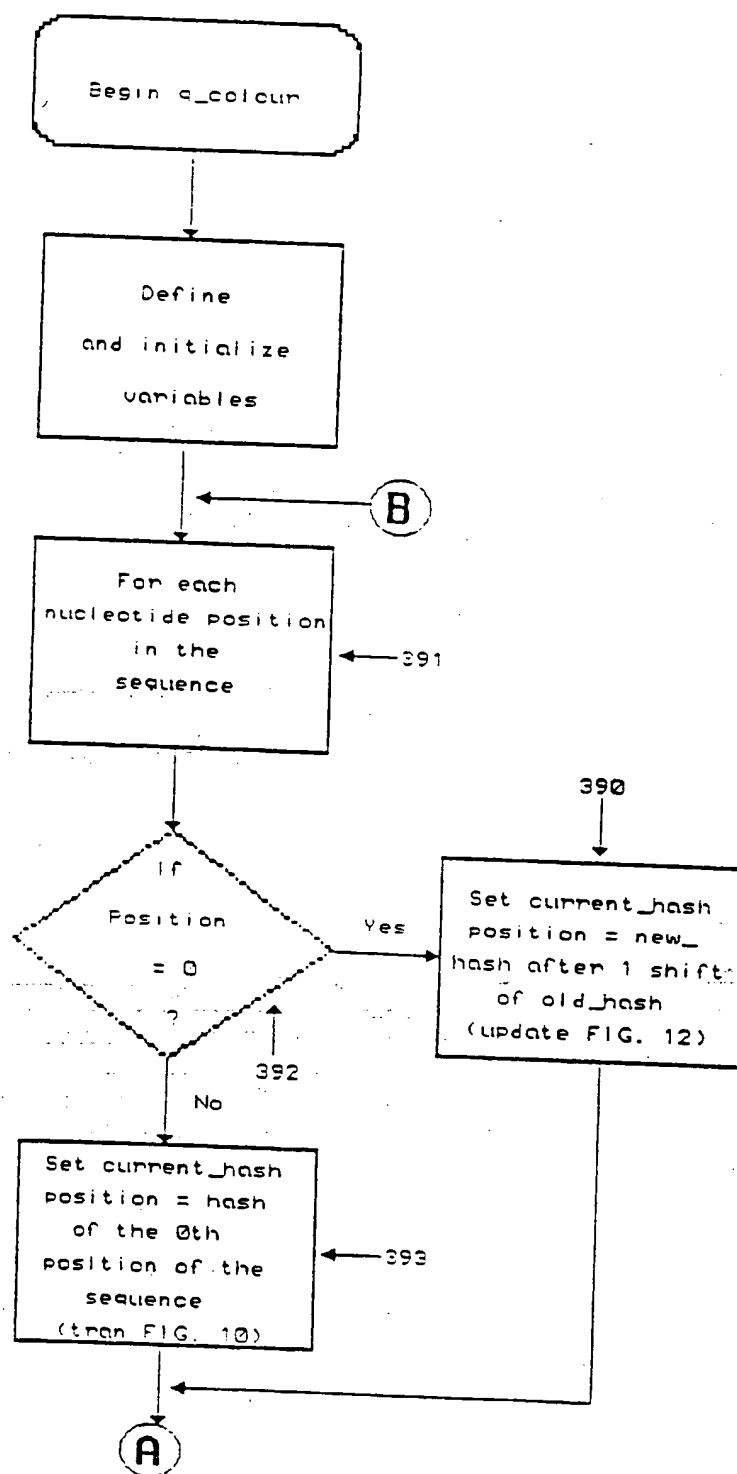 Begin q_colour
Define
and initialize
variables
B
For each
nucleotide position
in the
sequence
391
390
If
Position
= 0
?
Yes
392
No
Set current_hash
position = new_
hash after 1 shift
of old_hash
(update FIG. 12)
Set current_hash
position = hash
of the 0th
position of the
sequence
(tran FIG. 10)
393
A